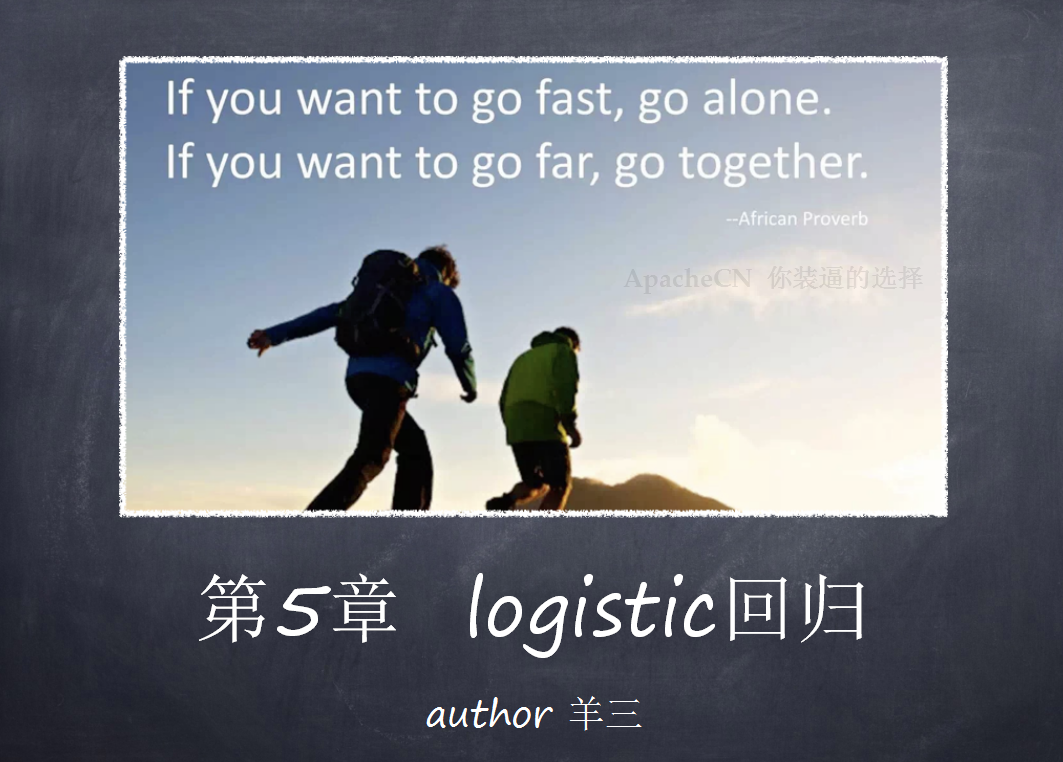 If you want to go fast, go alone.
If you want to go far, go together.
--African Proverb
ApacheCN 你装逼的选择
第5章 logistic回归
author 羊三